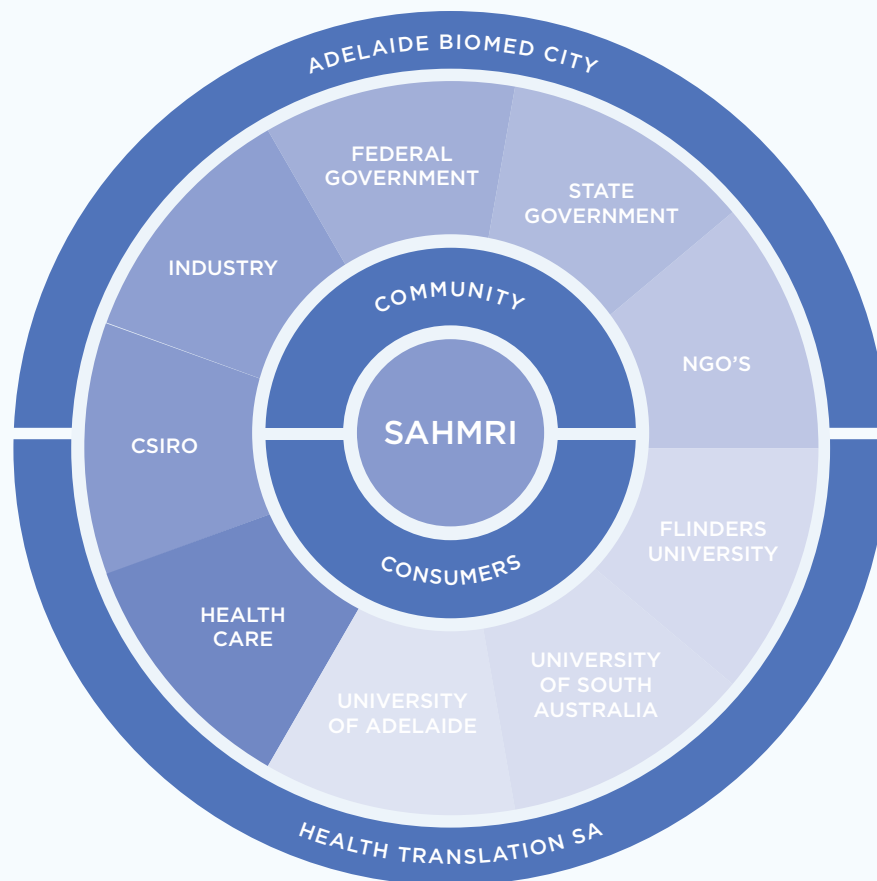 ADELAIDE BIOMED CITY
FEDERAL
GOVERNMENT
STATE
GOVERNMENT
INDUSTRY
COMMUNITY
NGO'S
SAHMRI
CSIRO
FLINDERS
UNIVERSITY
CONSUMERS
HEALTH
CARE
UNIVERSITY
OF SOUTH
AUSTRALIA
UNIVERSITY
OF ADELAIDE
HEALTH TRANSLATION SA